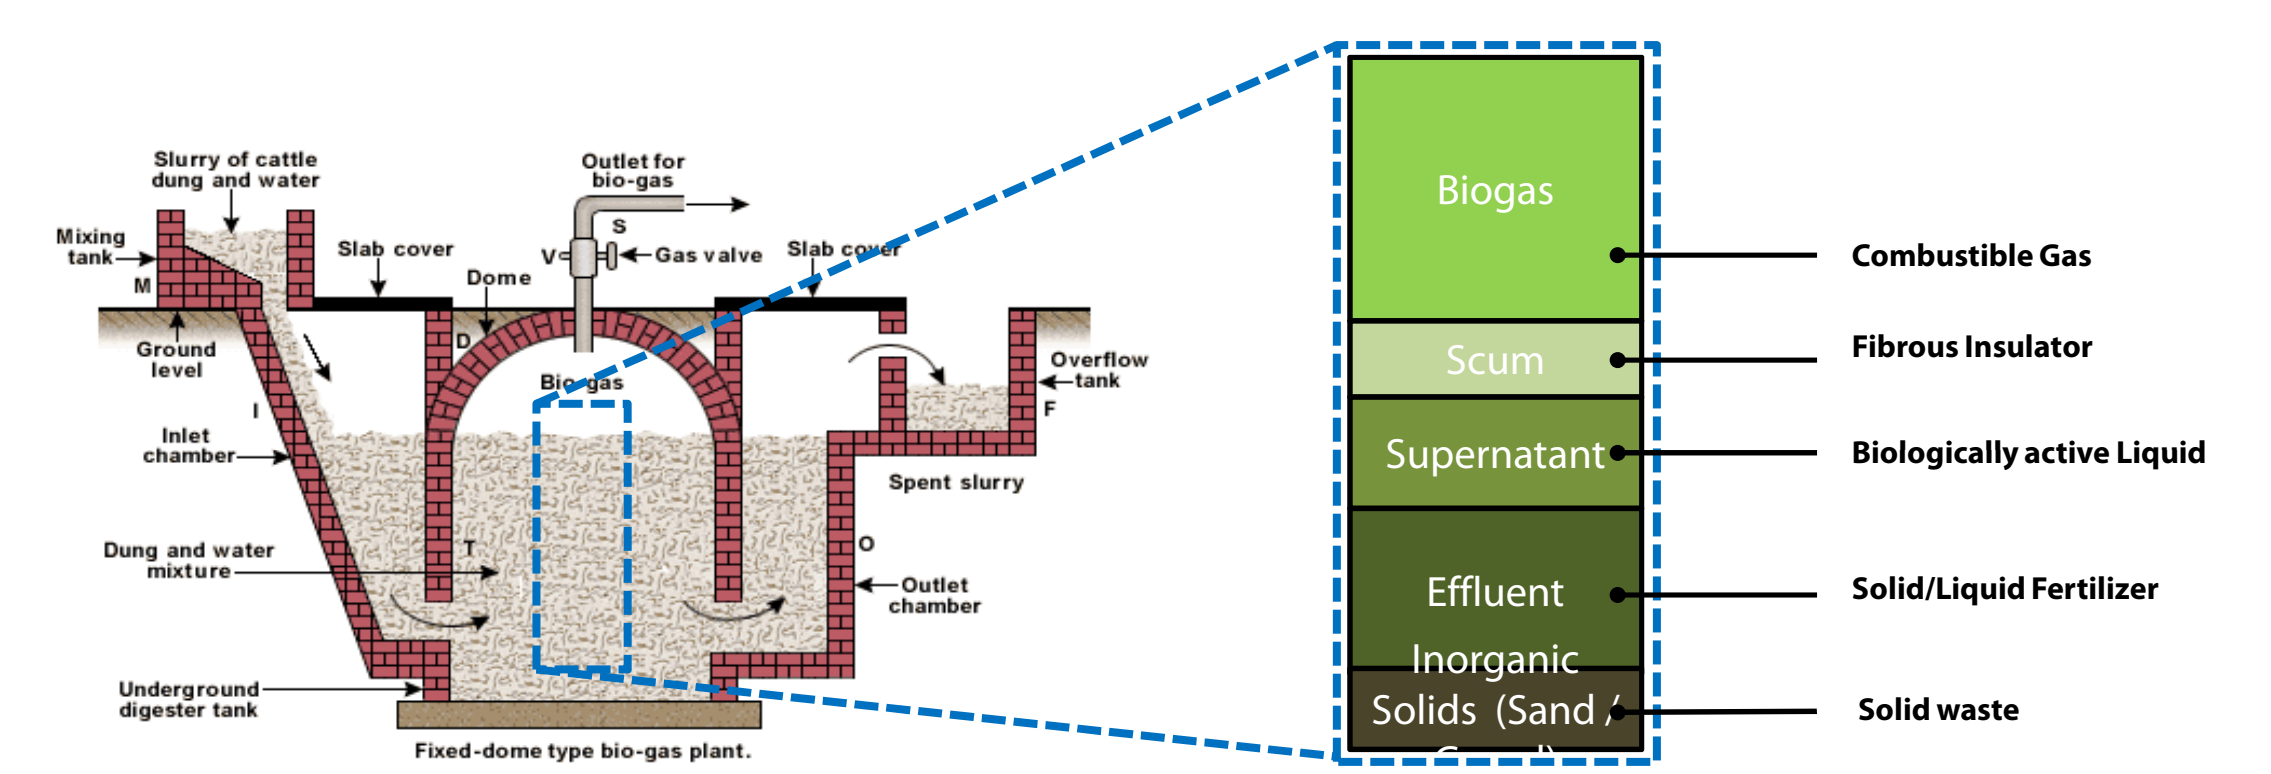 Slurry of cattle
dung and water
Outlet for
bio-gas
Mixing
tank
M
Slab cover
V
S
Gas valve
Slab cover
Dome
D
Ground
level
Bio-gas
Overflow
tank
F
I
Inlet
chamber
Spent slurry
Dung and water
mixture
T
O
Outlet
chamber
Underground
digester tank
Fixed-dome type bio-gas plant.
Biogas
Combustible Gas
Scum
Fibrous Insulator
Supernatant
Biologically active Liquid
Effluent
Solid/Liquid Fertilizer
Inorganic
Solids (Sand /
Solid waste